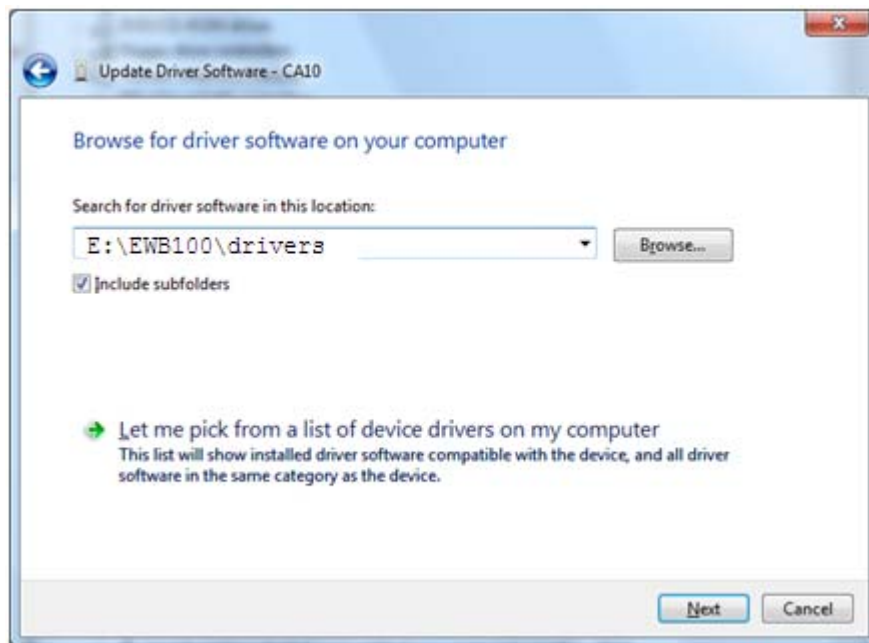 Update Driver Software - CA10
Browse for driver software on your computer
Search for driver software in this location:
E:\EWB100\drivers
Browse...
Include subfolders
Let me pick from a list of device drivers on my computer
This list will show installed driver software compatible with the device, and all driver
software in the same category as the device.
Next
Cancel